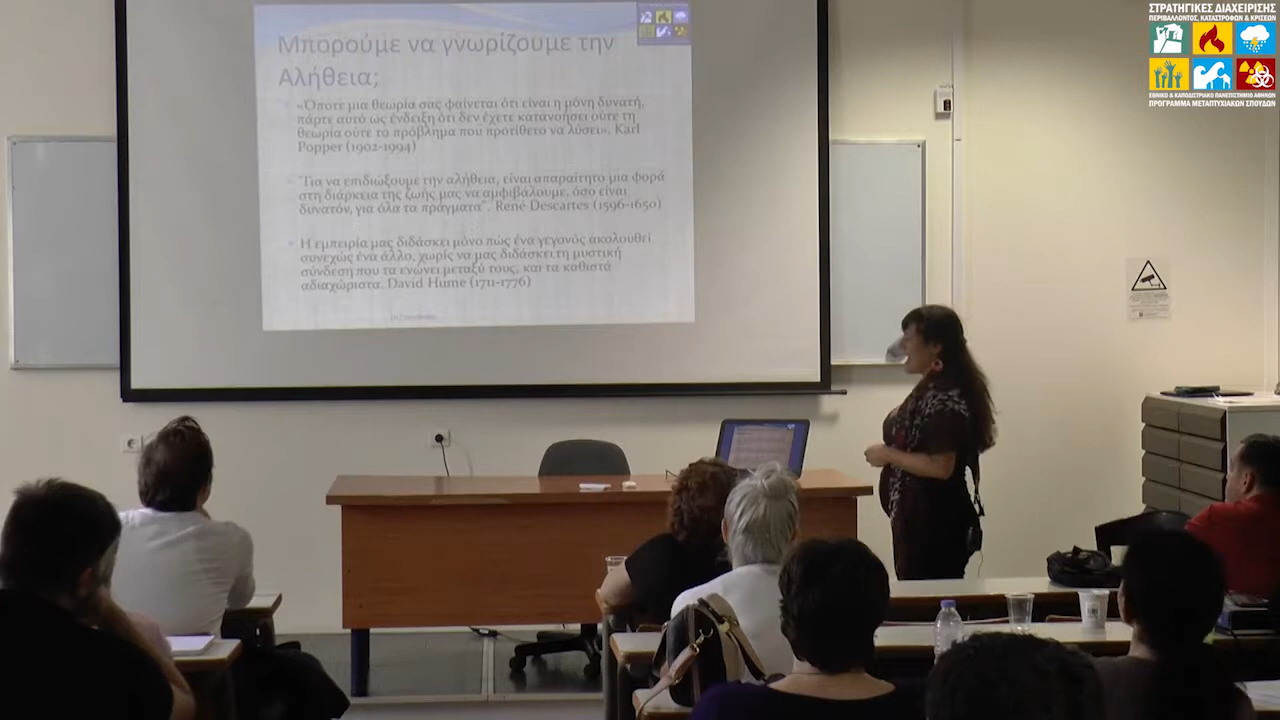 ΣΤΡΑΤΗΓΙΚΕΣ ΔΙΑΧΕΙΡΙΣΗΣ
ΠΕΡΙΒΑΛΛΟΝΤΟΣ, ΚΑΤΑΣΤΡΟΦΩΝ & ΚΡΙΣΕΩΝ
ΕΘΝΙΚΟ & ΚΑΠΟΔΙΣΤΡΙΑΚΟ ΠΑΝΕΠΙΣΤΗΜΙΟ ΑΘΗΝΩΝ
ΠΡΟΓΡΑΜΜΑ ΜΕΤΑΠΤΥΧΙΑΚΩΝ ΣΠΟΥΔΩΝ
Μπορούμε να γνωρίζουμε την
Αλήθεια;
«Όποτε μια θεωρία σας φαίνεται ότι είναι η μόνη δυνατή,
πάρτε αυτό ως ένδειξη ότι δεν έχετε κατανοήσει ούτε τη
θεωρία ούτε το πρόβλημα που προτίθετο να λύσει». Karl
Popper (1902-1994)
"Για να επιδιώξουμε την αλήθεια, είναι απαραίτητο μια φορά
στη διάρκεια της ζωής μας να αμφιβάλουμε, όσο είναι
δυνατόν, για όλα τα πράγματα". René Descartes (1596-1650)
Η εμπειρία μας διδάσκει μόνο πώς ένα γεγονός ακολουθεί
συνεχώς ένα άλλο, χωρίς να μας διδάσκει τη μυστική
σύνδεση που τα ενώνει μεταξύ τους, και τα καθιστά
αδιαχώριστα. David Hume (1711-1776)